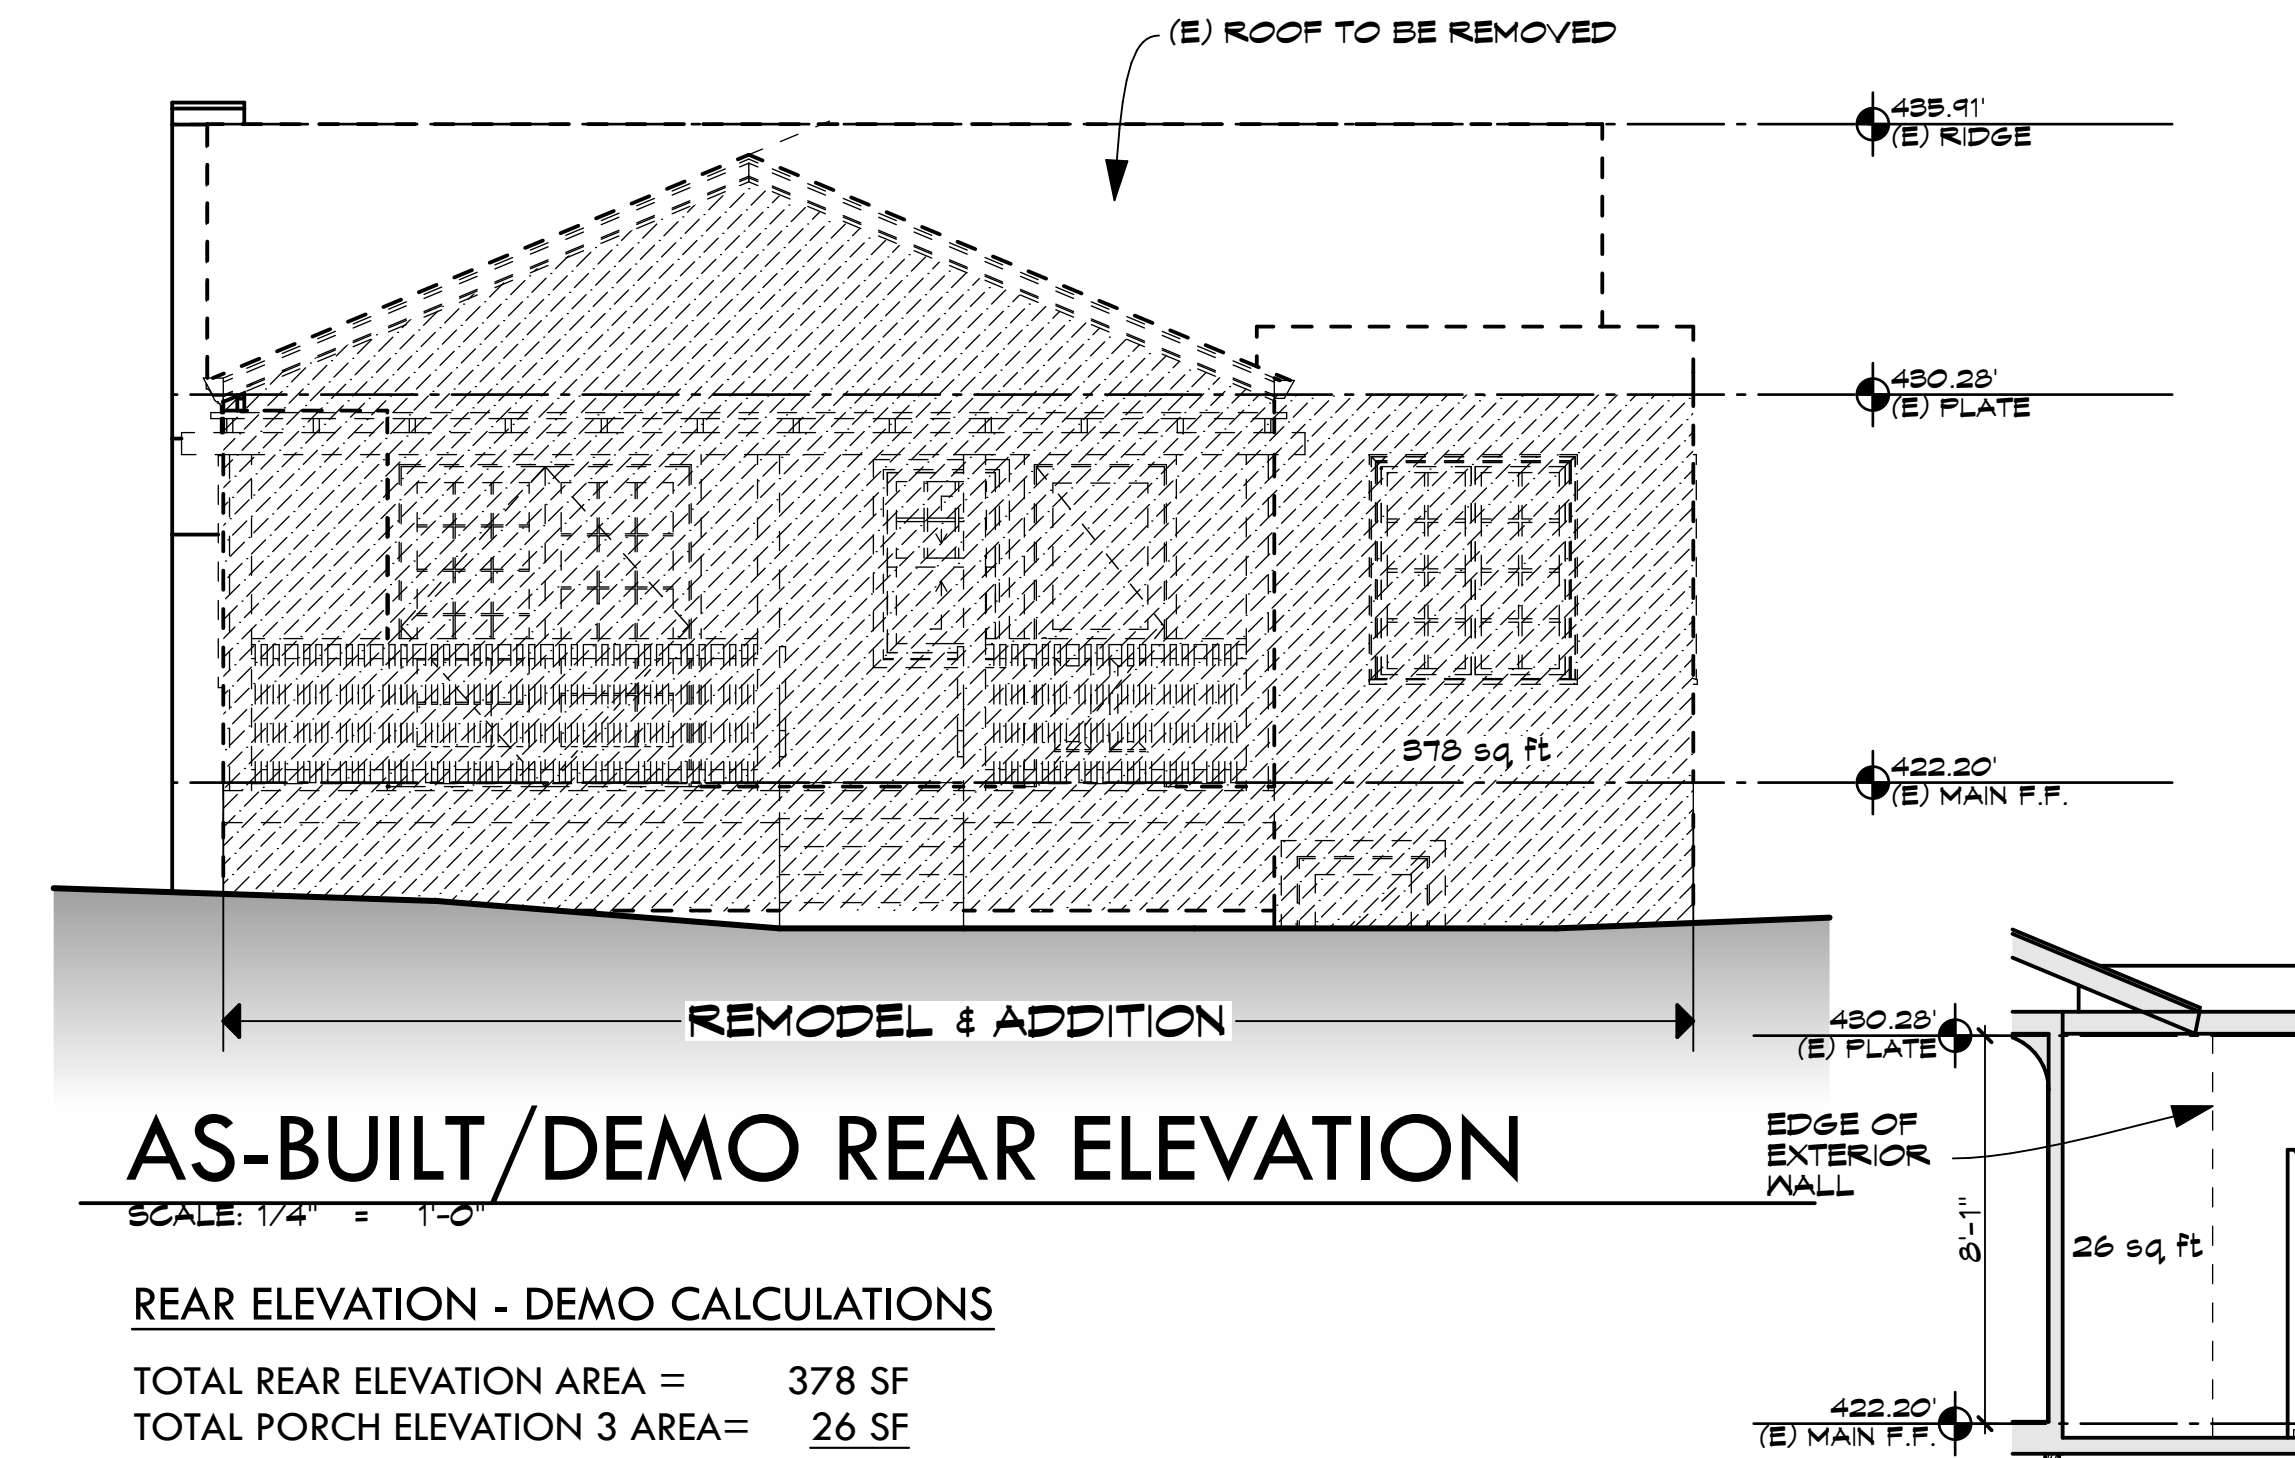 (E) ROOF TO BE REMOVED
435.91'
(E) RIDGE
430.28'
(E) PLATE
378 sq ft
422.20'
(E) MAIN F.F.
REMODEL & ADDITION
AS-BUILT/DEMO REAR ELEVATION
SCALE: 1/4" = 1'-0"
REAR ELEVATION - DEMO CALCULATIONS
TOTAL REAR ELEVATION AREA = 378 SF
TOTAL PORCH ELEVATION 3 AREA= 26 SF
430.28'
(E) PLATE
EDGE OF
EXTERIOR
WALL
8'-1"
26 sq ft
422.20'
(E) MAIN F.F.